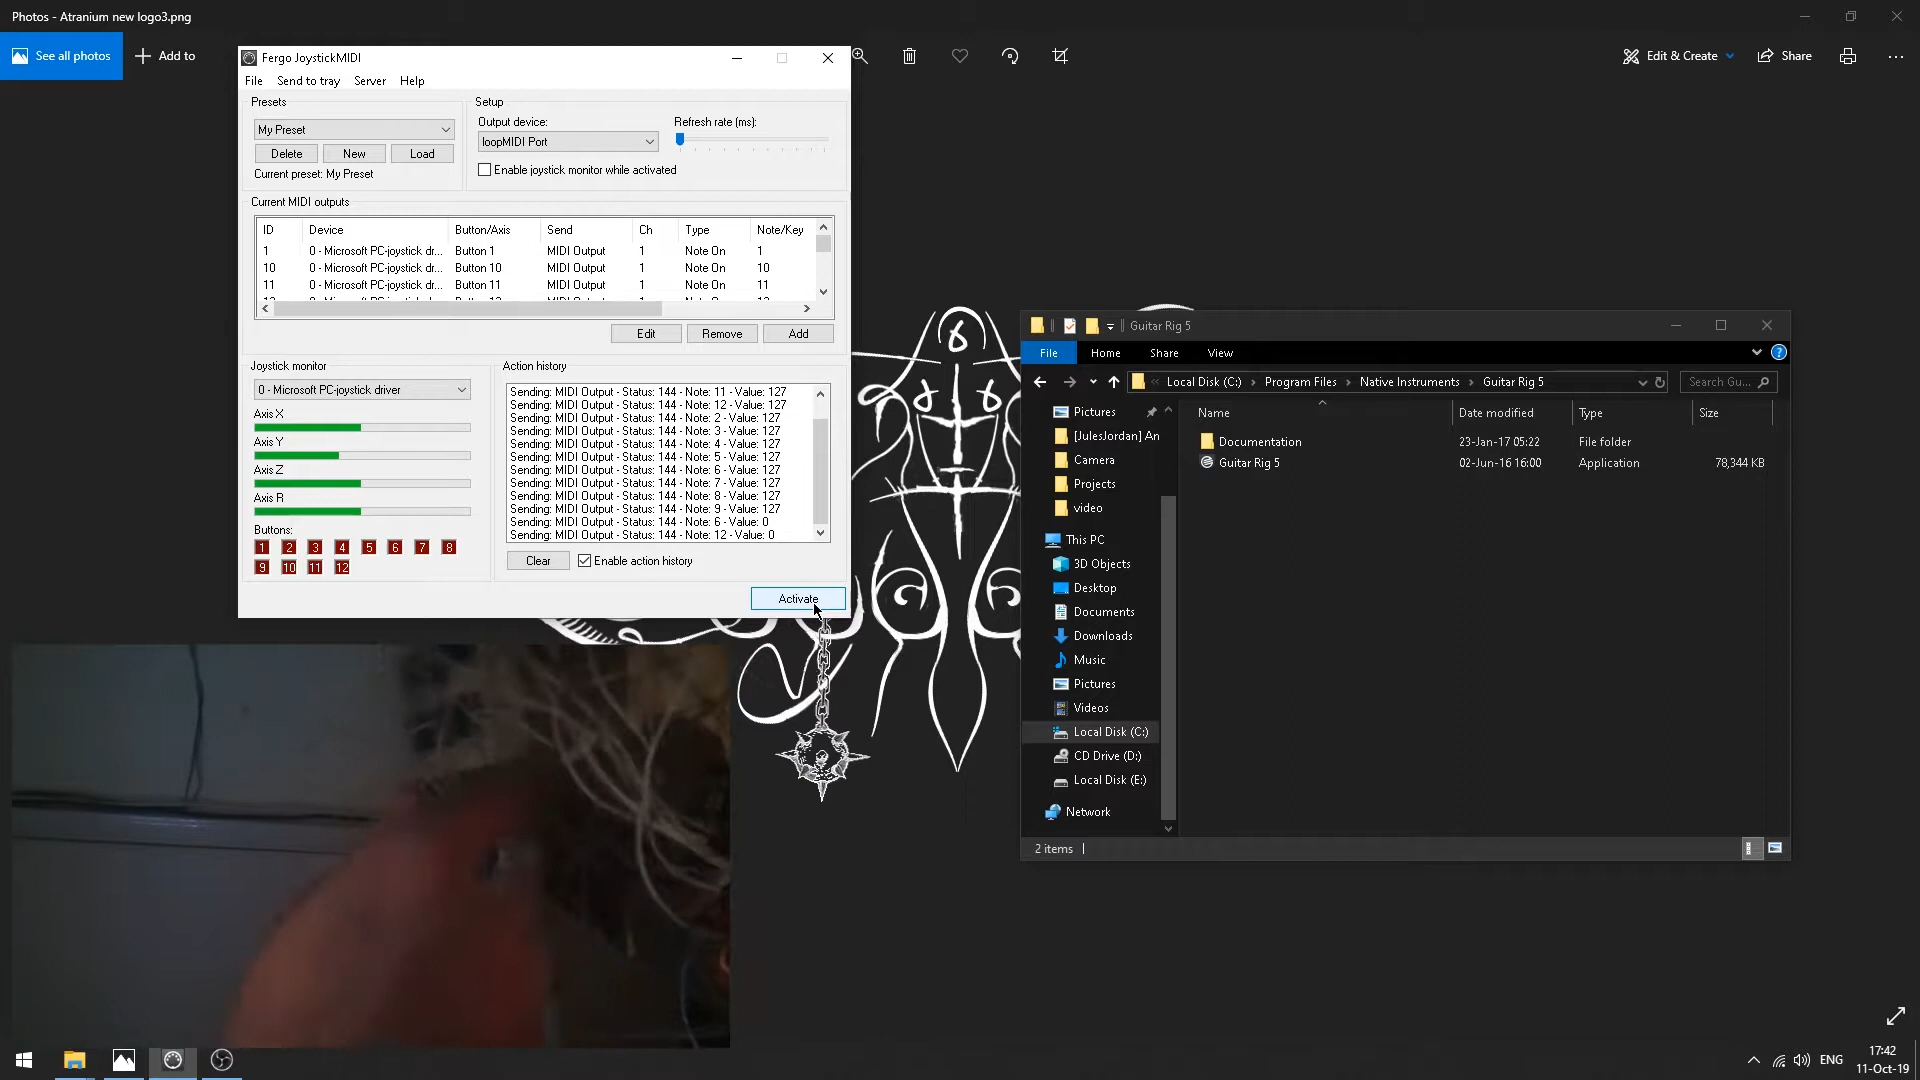 Photos - Atranium new logo3.png
See all photos
Add to
Edit & Create
Share
Fergo JoystickMIDI
File Send to tray Server Help
Presets
My Preset
Delete New Load
Current preset: My Preset
Setup
Output device:
loopMIDI Port
Refresh rate (ms):
Enable joystick monitor while activated
Current MIDI outputs
ID Device Button/Axis Send Ch Type Note/Key
1 0 - Microsoft PC-joystick dr... Button 1 MIDI Output 1 Note On 1
10 0 - Microsoft PC-joystick dr... Button 10 MIDI Output 1 Note On 10
11 0 - Microsoft PC-joystick dr... Button 11 MIDI Output 1 Note On 11
Edit Remove Add
Joystick monitor
0 - Microsoft PC-joystick driver
Axis X
Axis Y
Axis Z
Axis R
Buttons:
1 2 3 4 5 6 7 8
9 10 11 12
Action history
Sending: MIDI Output - Status: 144 - Note: 11 - Value: 127
Sending: MIDI Output - Status: 144 - Note: 12 - Value: 127
Sending: MIDI Output - Status: 144 - Note: 2 - Value: 127
Sending: MIDI Output - Status: 144 - Note: 3 - Value: 127
Sending: MIDI Output - Status: 144 - Note: 4 - Value: 127
Sending: MIDI Output - Status: 144 - Note: 5 - Value: 127
Sending: MIDI Output - Status: 144 - Note: 6 - Value: 127
Sending: MIDI Output - Status: 144 - Note: 7 - Value: 127
Sending: MIDI Output - Status: 144 - Note: 8 - Value: 127
Sending: MIDI Output - Status: 144 - Note: 9 - Value: 127
Sending: MIDI Output - Status: 144 - Note: 6 - Value: 0
Sending: MIDI Output - Status: 144 - Note: 12 - Value: 0
Clear
Enable action history
Activate
Guitar Rig 5
File Home Share View
Local Disk (C:) Program Files Native Instruments Guitar Rig 5
Search Gu...
Pictures
[JulesJordan] An
Camera
Projects
video
This PC
3D Objects
Desktop
Documents
Downloads
Music
Pictures
Videos
Local Disk (C:)
CD Drive (D:)
Local Disk (E:)
Network
Name Date modified Type Size
Documentation 23-Jan-17 05:22 File folder
Guitar Rig 5 02-Jun-16 16:00 Application 78,344 KB
2 items
ENG
17:42
11-Oct-19